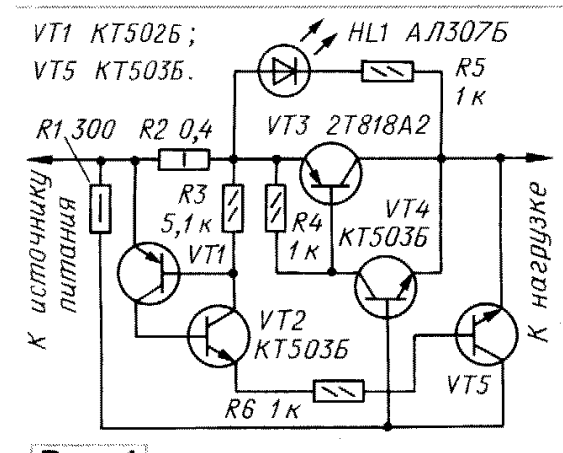 VT1 КТ502Б;
VT5 КТ503Б.
HL1 АЛ307Б
R5
1 к
R1 300
R2 0,4
VT3 2Т818А2
R3
5,1 к
R4
1 к
VT4
КТ503Б
VT1
VT2
КТ503Б
VT5
R6 1 к
К источнику
питания
К нагрузке